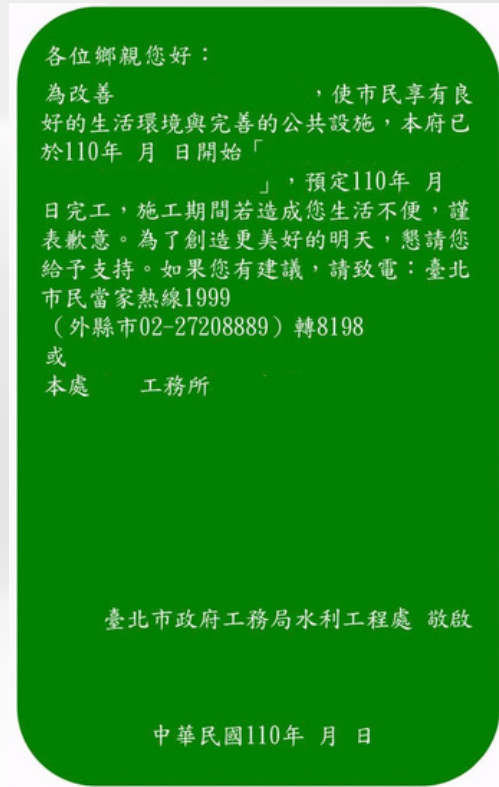 各位鄉親您好：
為改善　　　　　　　　，使市民享有良
好的生活環境與完善的公共設施，本府已
於110年 月 日開始「
」，預定110年 月
日完工，施工期間若造成您生活不便，謹
表歉意。為了創造更美好的明天，懇請您
給予支持。如果您有建議，請致電：臺北
市民當家熱線1999
（外縣市02-27208889）轉8198
或
本處　　工務所
臺北市政府工務局水利工程處 敬啟
中華民國110年 月 日